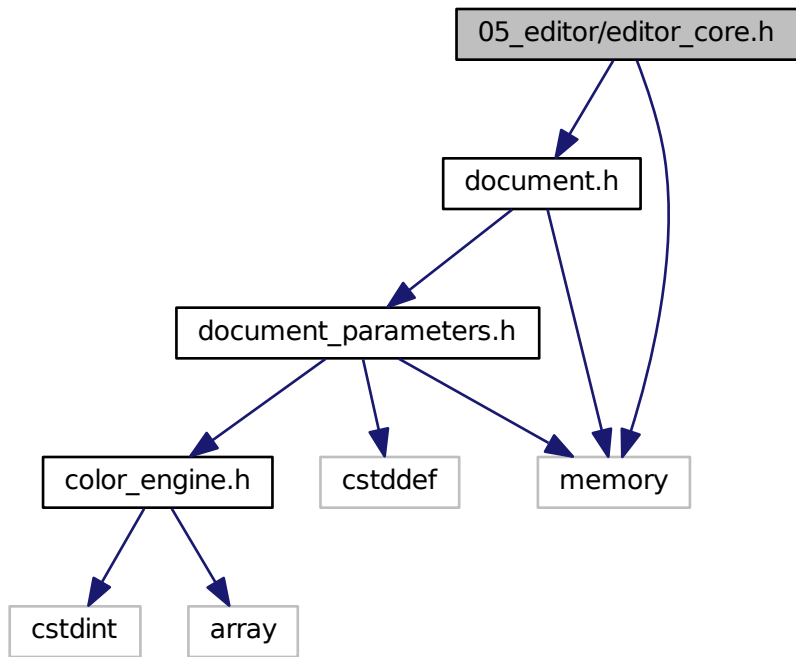 05_editor/editor_core.h
document.h
document_parameters.h
color_engine.h
cstddef
memory
cstdint
array